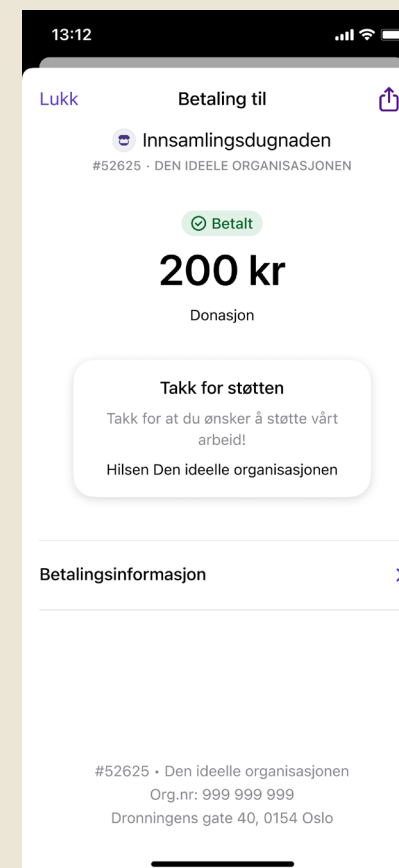 13:12
Lukk
Betaling til
Innsamlingsdugnaden
#52625 · DEN IDEELE ORGANISASJONEN
Betalt
200 kr
Donasjon
Takk for støtten
Takk for at du ønsker å støtte vårt
arbeid!
Hilsen Den ideelle organisasjonen
Betalingsinformasjon
#52625 • Den ideelle organisasjonen
Org.nr: 999 999 999
Dronningens gate 40, 0154 Oslo